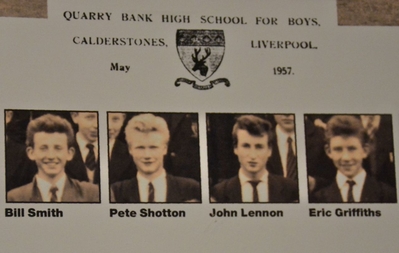 QUARRY BANK HIGH SCHOOL FOR BOYS,
CALDERSTONES, LIVERPOOL,
May 1957.
Bill Smith Pete Shotton John Lennon Eric Griffiths